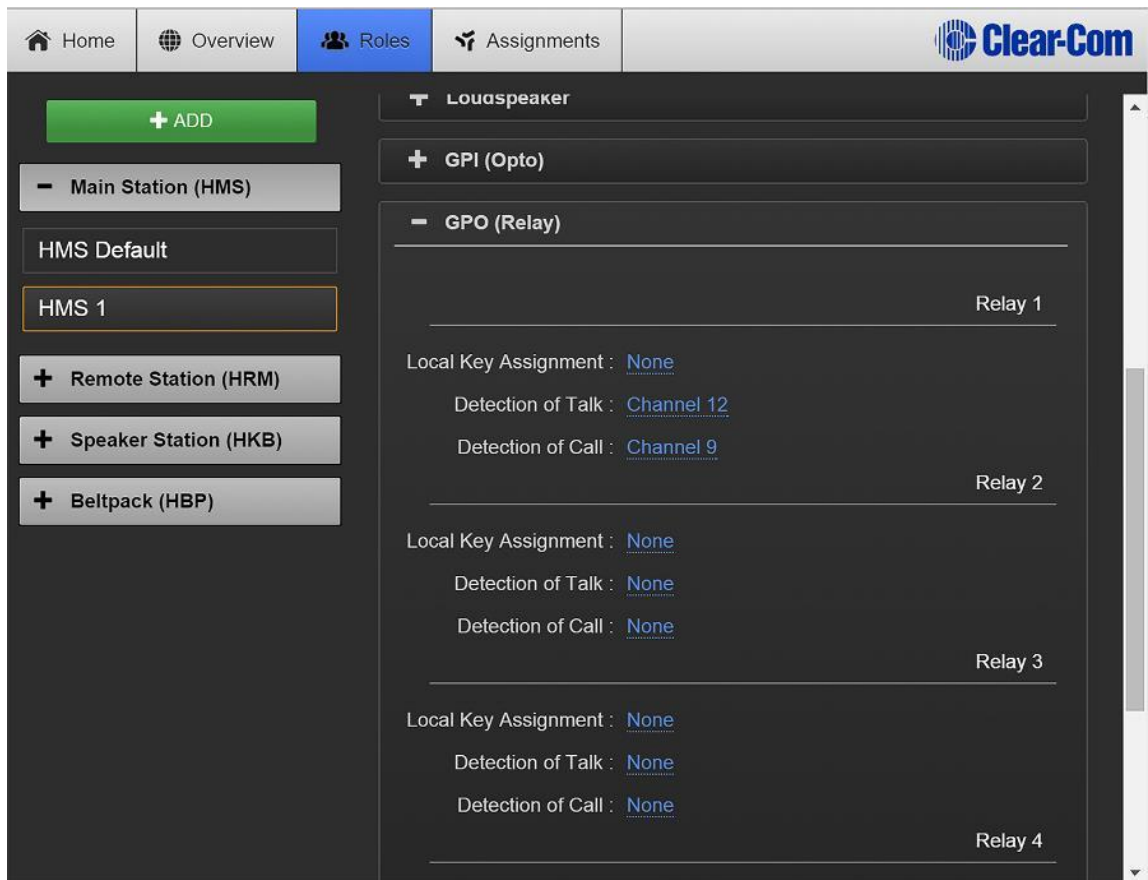 Home
Overview
Roles
Assignments
Clear-Com
+ ADD
− Main Station (HMS)
HMS Default
HMS 1
+ Remote Station (HRM)
+ Speaker Station (HKB)
+ Beltpack (HBP)
+ Loudspeaker
+ GPI (Opto)
− GPO (Relay)
Relay 1
Local Key Assignment : None
Detection of Talk : Channel 12
Detection of Call : Channel 9
Relay 2
Local Key Assignment : None
Detection of Talk : None
Detection of Call : None
Relay 3
Local Key Assignment : None
Detection of Talk : None
Detection of Call : None
Relay 4